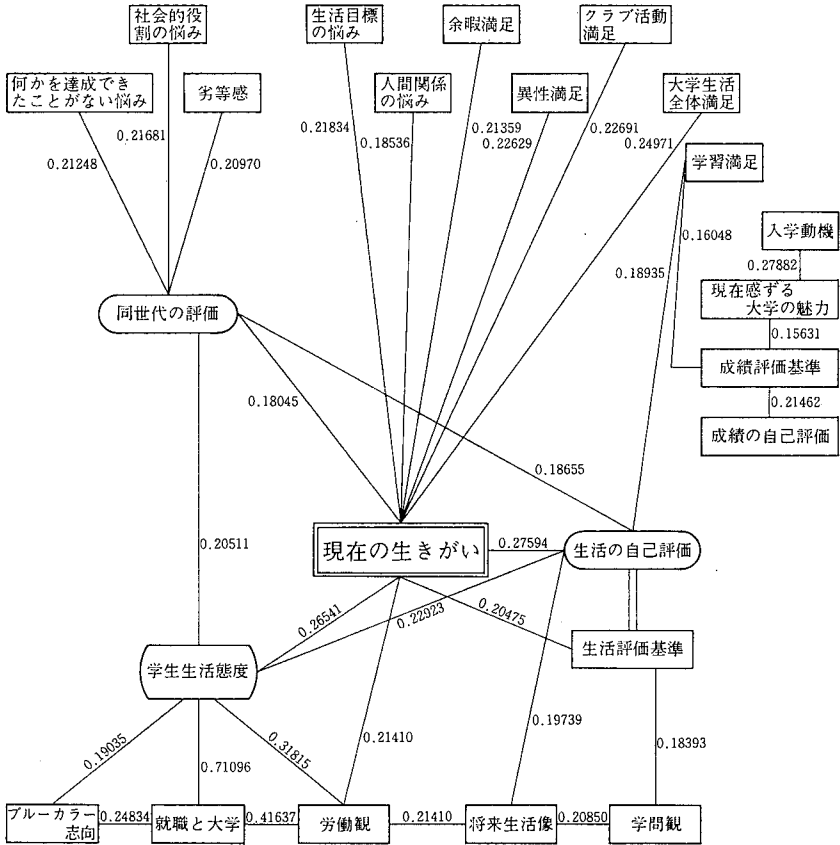 社会的役
割の悩み
生活目標
の悩み
余暇満足
クラブ活動
満足
何かを達成でき
たことがない悩み
劣等感
人間関係
の悩み
異性満足
大学生活
全体満足
0.21248
0.21681
0.20970
0.21834
0.18536
0.21359
0.22629
0.22691
0.24971
学習満足
0.16048
0.18935
入学動機
0.27882
現在感ずる
大学の魅力
0.15631
成績評価基準
0.21462
成績の自己評価
同世代の評価
0.18045
0.18655
0.20511
現在の生きがい
0.27594
生活の自己評価
0.26541
0.22923
0.20475
生活評価基準
学生生活態度
0.19035
0.71096
0.31815
0.21410
0.19739
0.18393
ブルーカラー
志向
0.24834
就職と大学
0.41637
労働観
0.21410
将来生活像
0.20850
学問観